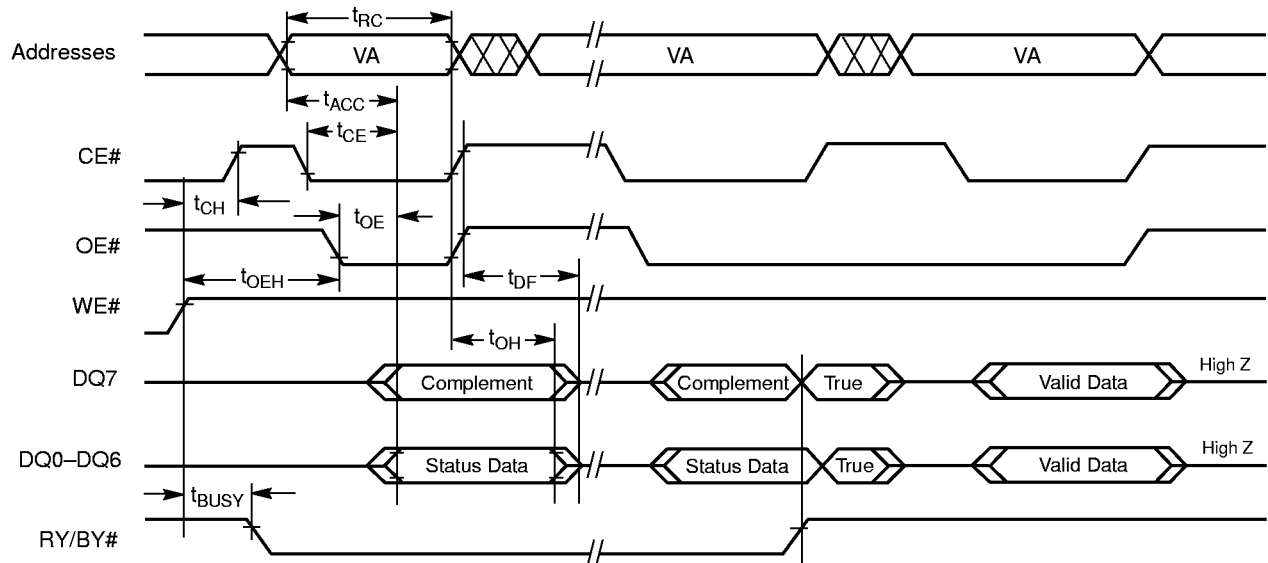 tRC
Addresses VA VA VA
tACC
tCE
CE#
tCH tOE
OE#
tOEH tDF
WE#
tOH
DQ7 Complement Complement True Valid Data High Z
DQ0–DQ6 Status Data Status Data True Valid Data High Z
tBUSY
RY/BY#